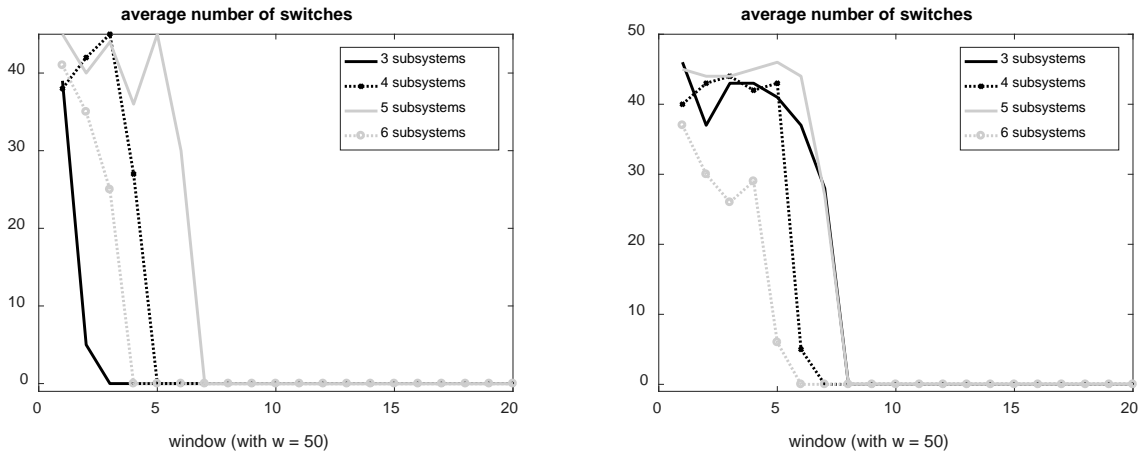 average number of switches
40
30
20
10
0
0
5
10
15
20
3 subsystems
4 subsystems
5 subsystems
6 subsystems
window (with w = 50)
average number of switches
50
40
30
20
10
0
0
5
10
15
20
3 subsystems
4 subsystems
5 subsystems
6 subsystems
window (with w = 50)